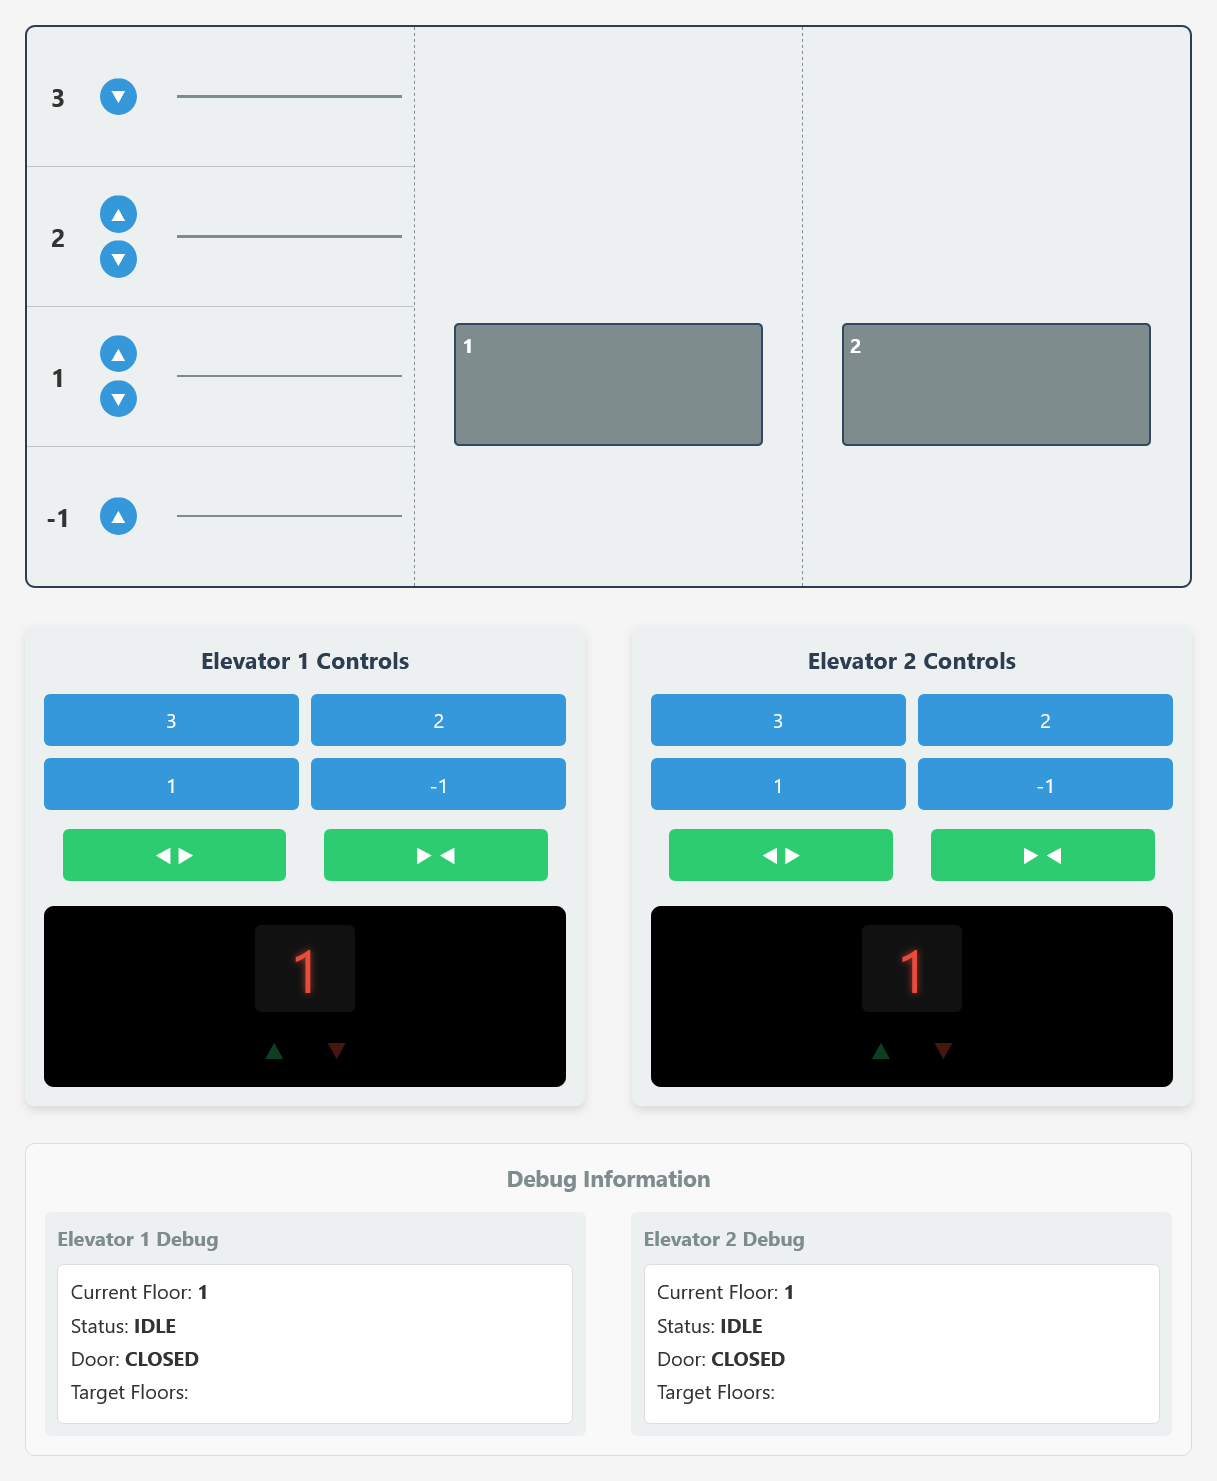 3 ▼
2 ▲
▼
1 ▲
▼
-1 ▲
1
2
Elevator 1 Controls
3 2
1 -1
◀ ▶ ▶ ◀
1
▲ ▼
Elevator 2 Controls
3 2
1 -1
◀ ▶ ▶ ◀
1
▲ ▼
Debug Information
Elevator 1 Debug
Current Floor: 1
Status: IDLE
Door: CLOSED
Target Floors:
Elevator 2 Debug
Current Floor: 1
Status: IDLE
Door: CLOSED
Target Floors: